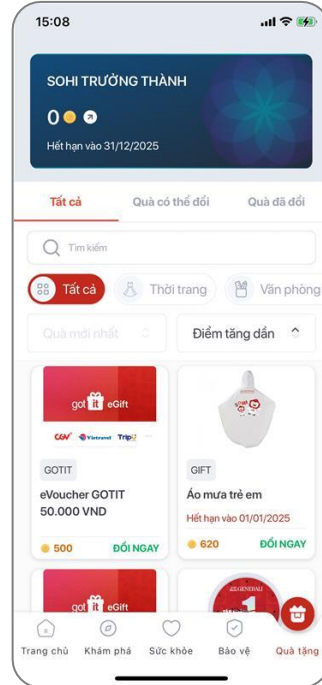 15:08
SOHI TRƯỞNG THÀNH
0
Hết hạn vào 31/12/2025
Tất cả
Quà có thể đổi
Quà đã đổi
Tìm kiếm
Tất cả
Thời trang
Văn phòng
Quà mới nhất
Điểm tăng dần
got it eGift
CGV Vietravel Trip
GOTIT
eVoucher GOTIT
50.000 VND
500
ĐỔI NGAY
GIFT
Áo mưa trẻ em
Hết hạn vào 01/01/2025
620
ĐỔI NGAY
got it eGift
GENERALI
1
Trang chủ
Khám phá
Sức khỏe
Bảo vệ
Quà tặng